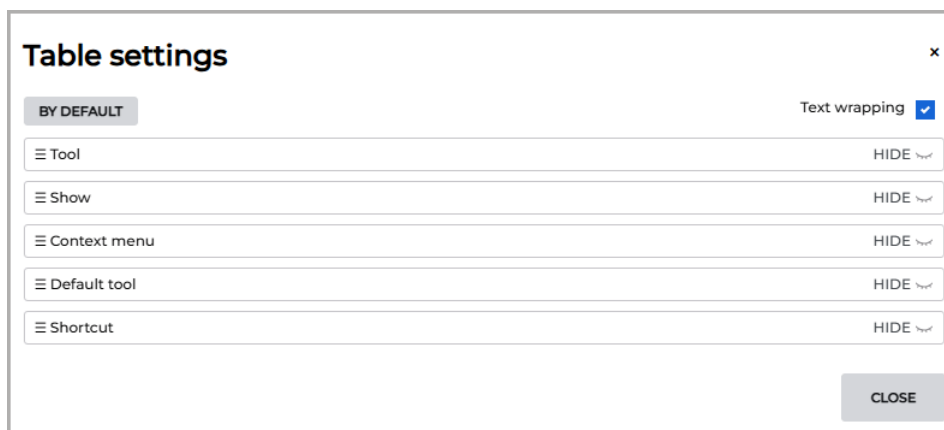 Table settings
×
BY DEFAULT
Text wrapping
Tool
HIDE
Show
HIDE
Context menu
HIDE
Default tool
HIDE
Shortcut
HIDE
CLOSE